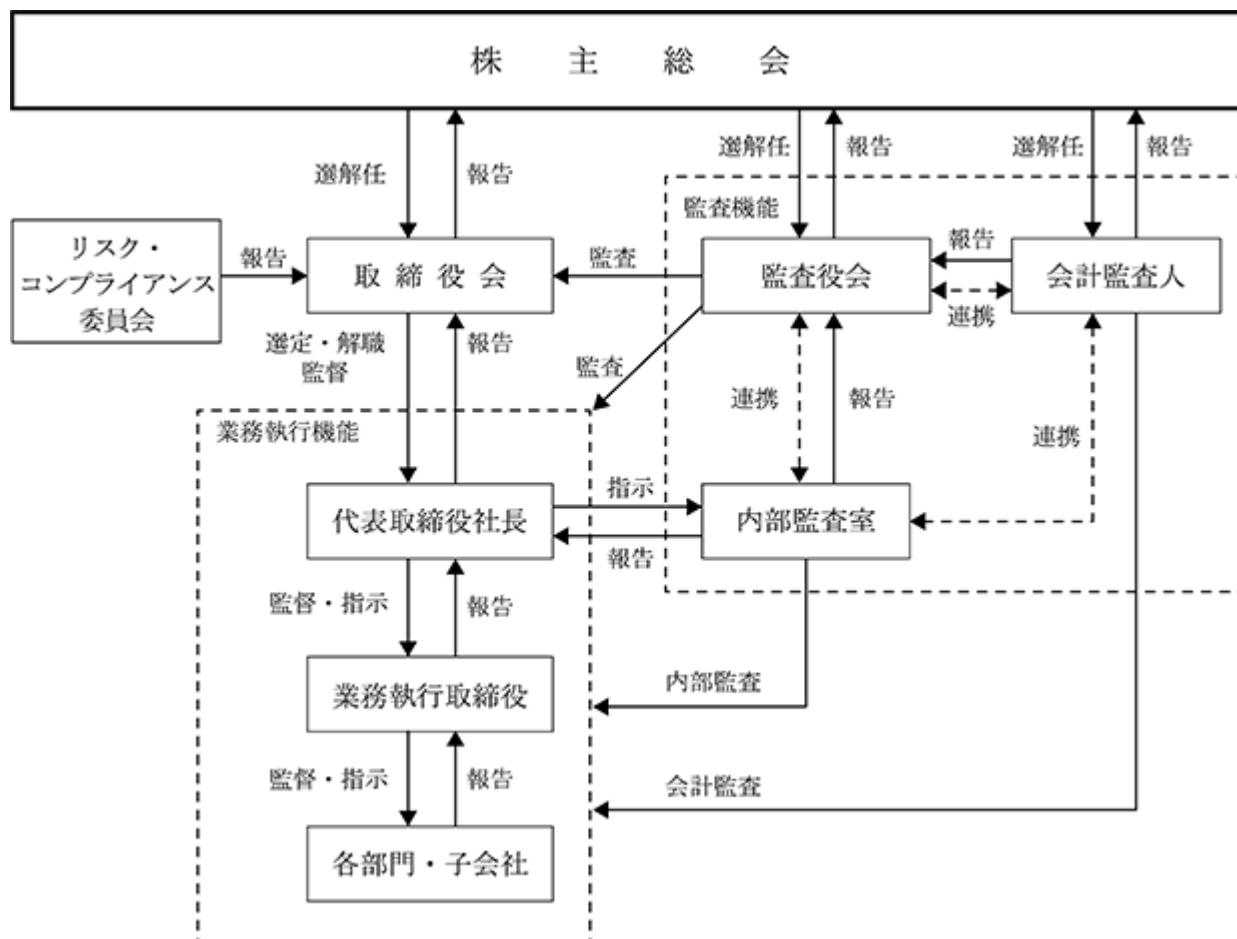 株主総会
選解任
報告
選解任
報告
選解任
報告
監査機能
リスク・
コンプライアンス
委員会
報告
取締役会
監査
監査役会
報告
連携
会計監査人
選定・解職
監督
報告
監査
連携
報告
連携
業務執行機能
代表取締役社長
指示
報告
内部監査室
監督・指示
報告
業務執行取締役
内部監査
監督・指示
報告
会計監査
各部門・子会社